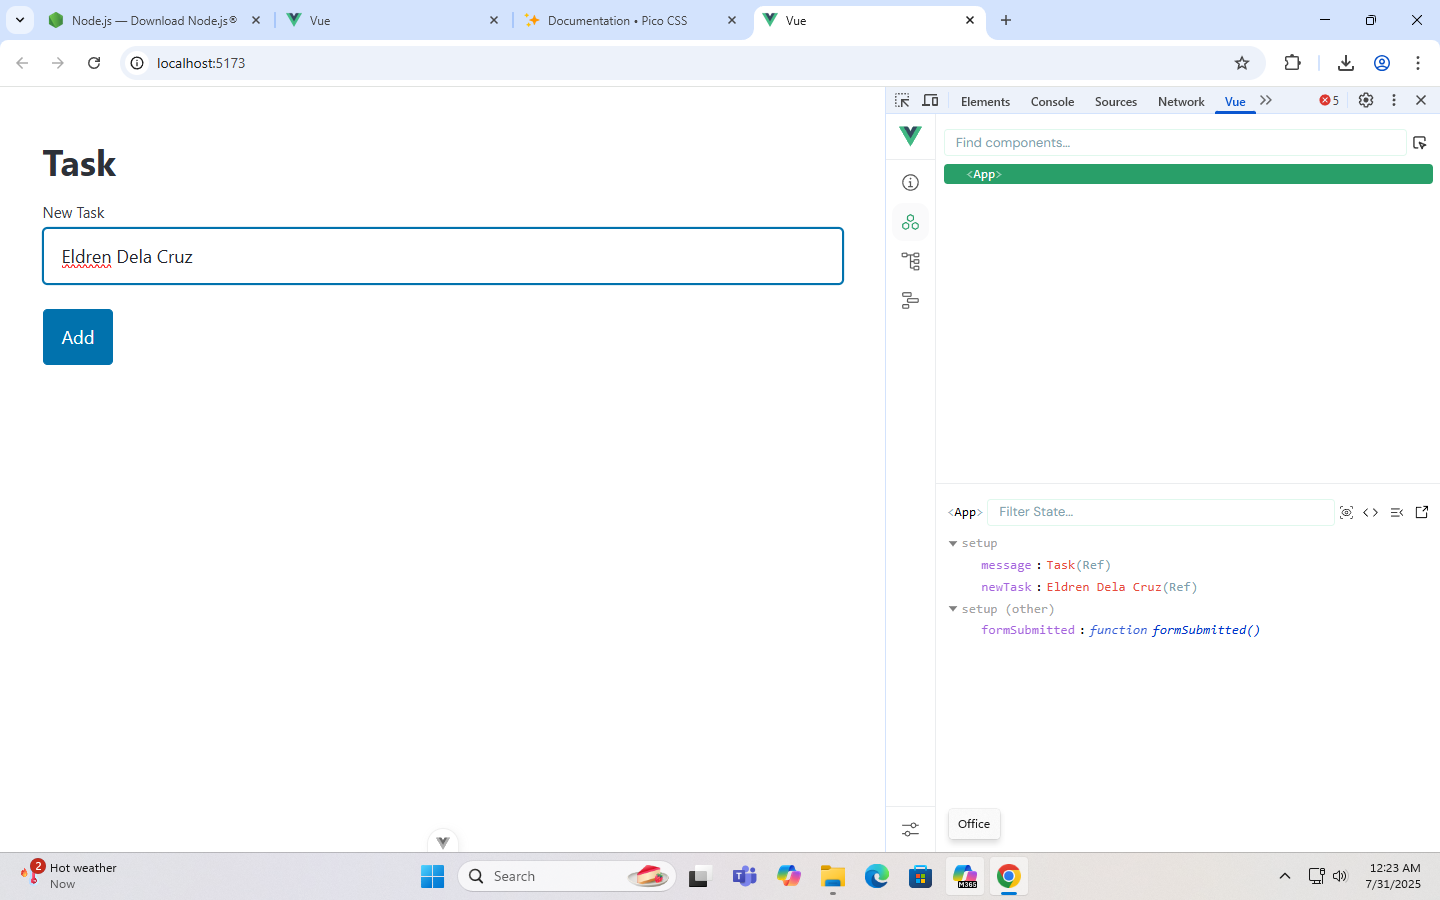 Node.js — Download Node.js®
Vue
Documentation • Pico CSS
Vue
localhost:5173
Elements
Console
Sources
Network
Vue
5
Task
New Task
Eldren Dela Cruz
Add
Find components...
<App>
<App>
Filter State...
setup
message : Task(Ref)
newTask : Eldren Dela Cruz(Ref)
setup (other)
formSubmitted : function formSubmitted()
Office
2
Hot weather
Now
Search
M365
12:23 AM
7/31/2025